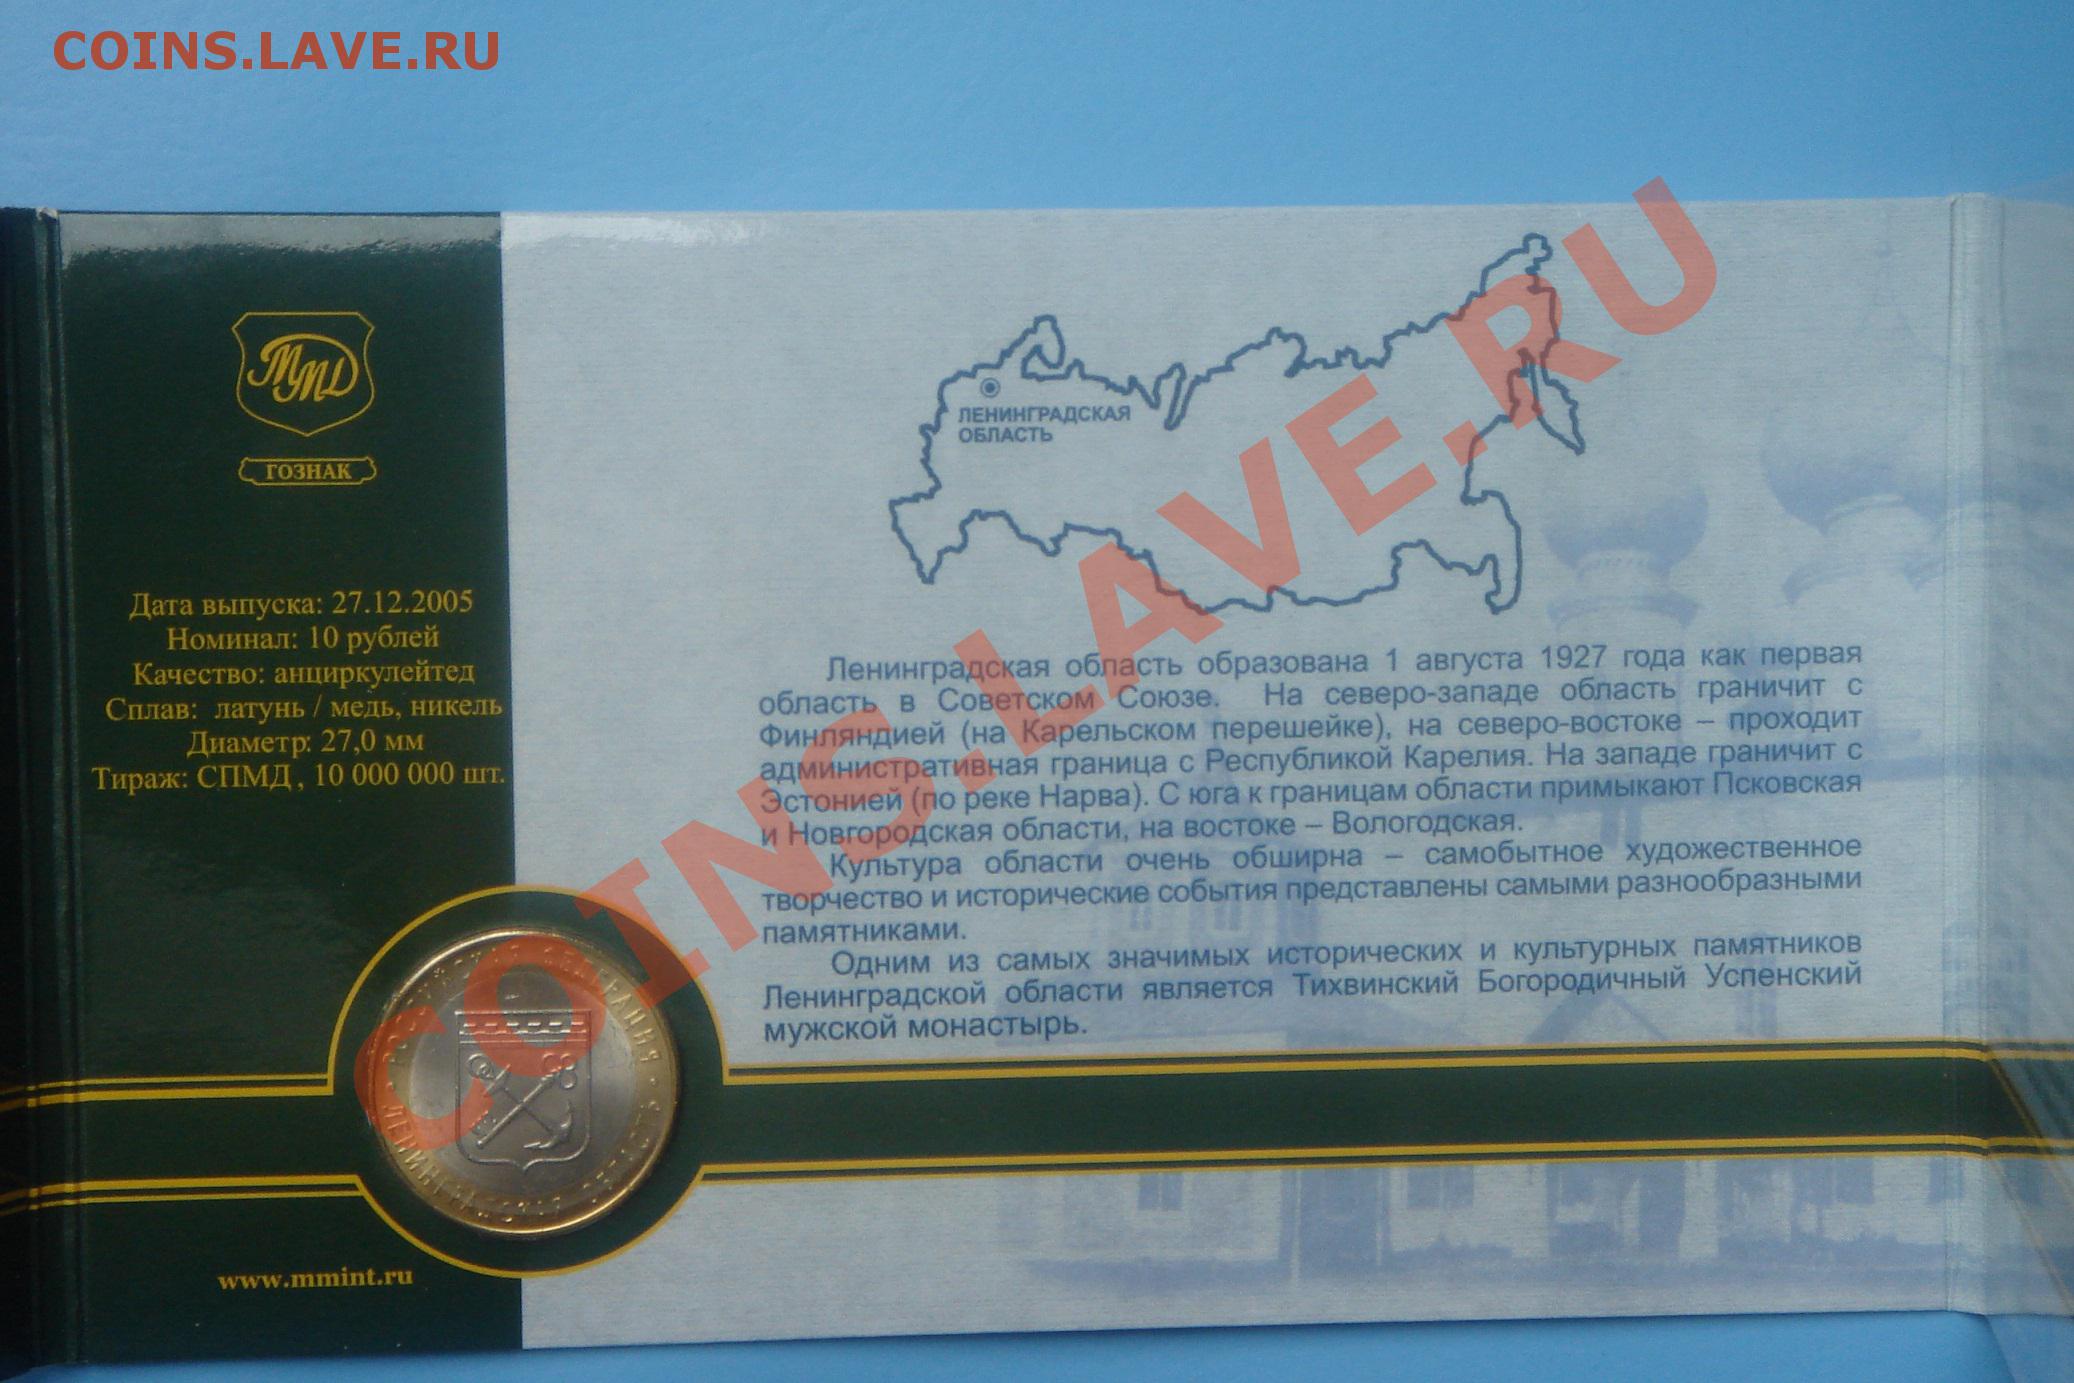 COINS.LAVE.RU
ММД
ГОЗНАК
Дата выпуска: 27.12.2005
Номинал: 10 рублей
Качество: анциркулейтед
Сплав: латунь / медь, никель
Диаметр: 27,0 мм
Тираж: СПМД, 10 000 000 шт.
ЛЕНИНГРАДСКАЯ
ОБЛАСТЬ
Ленинградская область образована 1 августа 1927 года как первая
область в Советском Союзе. На северо-западе область граничит с
Финляндией (на Карельском перешейке), на северо-востоке – проходит
административная граница с Республикой Карелия. На западе граничит с
Эстонией (по реке Нарва). С юга к границам области примыкают Псковская
и Новгородская области, на востоке – Вологодская.
Культура области очень обширна – самобытное художественное
творчество и исторические события представлены самыми разнообразными
памятниками.
Одним из самых значимых исторических и культурных памятников
Ленинградской области является Тихвинский Богородичный Успенский
мужской монастырь.
РОССИЙСКАЯ ФЕДЕРАЦИЯ
ЛЕНИНГРАДСКАЯ ОБЛАСТЬ
www.mmint.ru
COINS.LAVE.RU